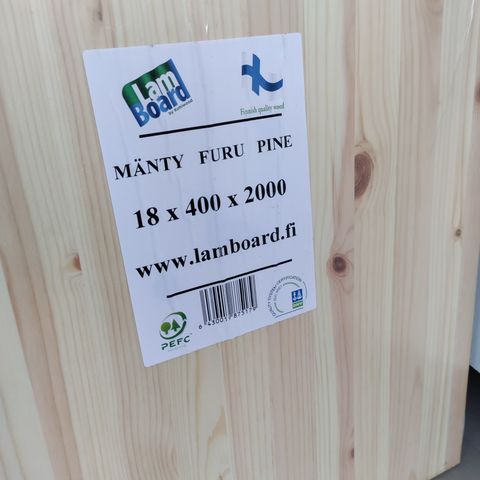 Lam
Board
Finnish quality wood
MÄNTY FURU PINE
18 x 400 x 2000
www.lamboard.fi
PEFC